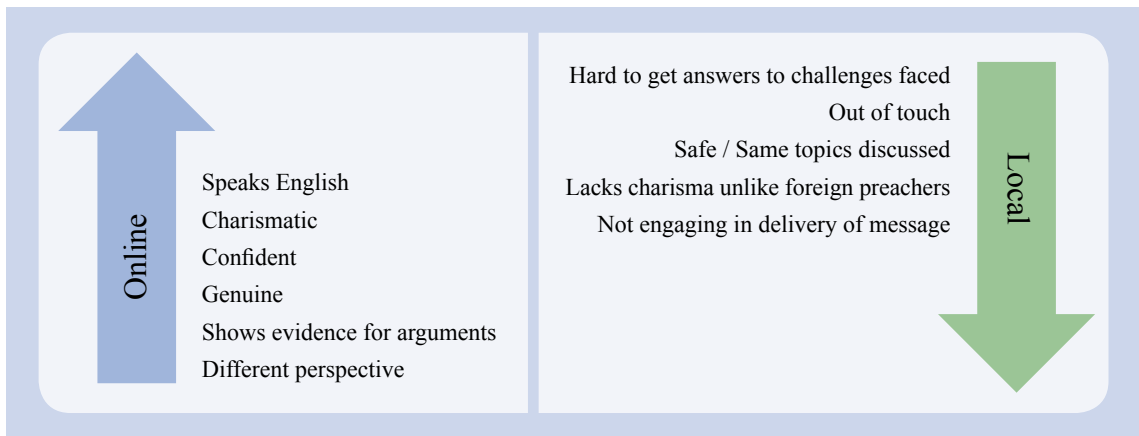 Online
Speaks English
Charismatic
Confident
Genuine
Shows evidence for arguments
Different perspective
Hard to get answers to challenges faced
Out of touch
Safe / Same topics discussed
Lacks charisma unlike foreign preachers
Not engaging in delivery of message
Local